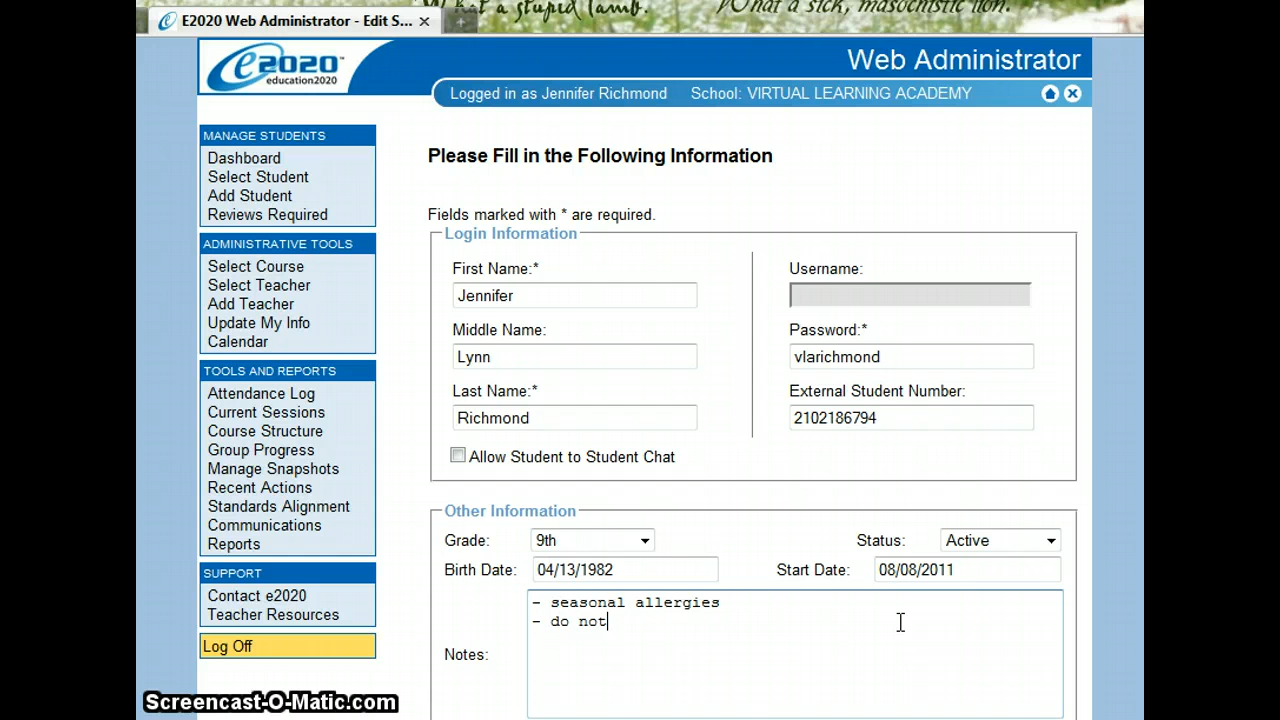 What a stupid lamb.
What a sick, masochistic lion.
E2020 Web Administrator - Edit S...
e2020
education2020
Web Administrator
Logged in as Jennifer Richmond School: VIRTUAL LEARNING ACADEMY
MANAGE STUDENTS
Dashboard
Select Student
Add Student
Reviews Required
ADMINISTRATIVE TOOLS
Select Course
Select Teacher
Add Teacher
Update My Info
Calendar
TOOLS AND REPORTS
Attendance Log
Current Sessions
Course Structure
Group Progress
Manage Snapshots
Recent Actions
Standards Alignment
Communications
Reports
SUPPORT
Contact e2020
Teacher Resources
Log Off
Please Fill in the Following Information
Fields marked with * are required.
Login Information
First Name:*
Jennifer
Middle Name:
Lynn
Last Name:*
Richmond
Allow Student to Student Chat
Username:
Password:*
vlarichmond
External Student Number:
2102186794
Other Information
Grade: 9th Status: Active
Birth Date: 04/13/1982 Start Date: 08/08/2011
Notes:
- seasonal allergies
- do not
Screencast-O-Matic.com